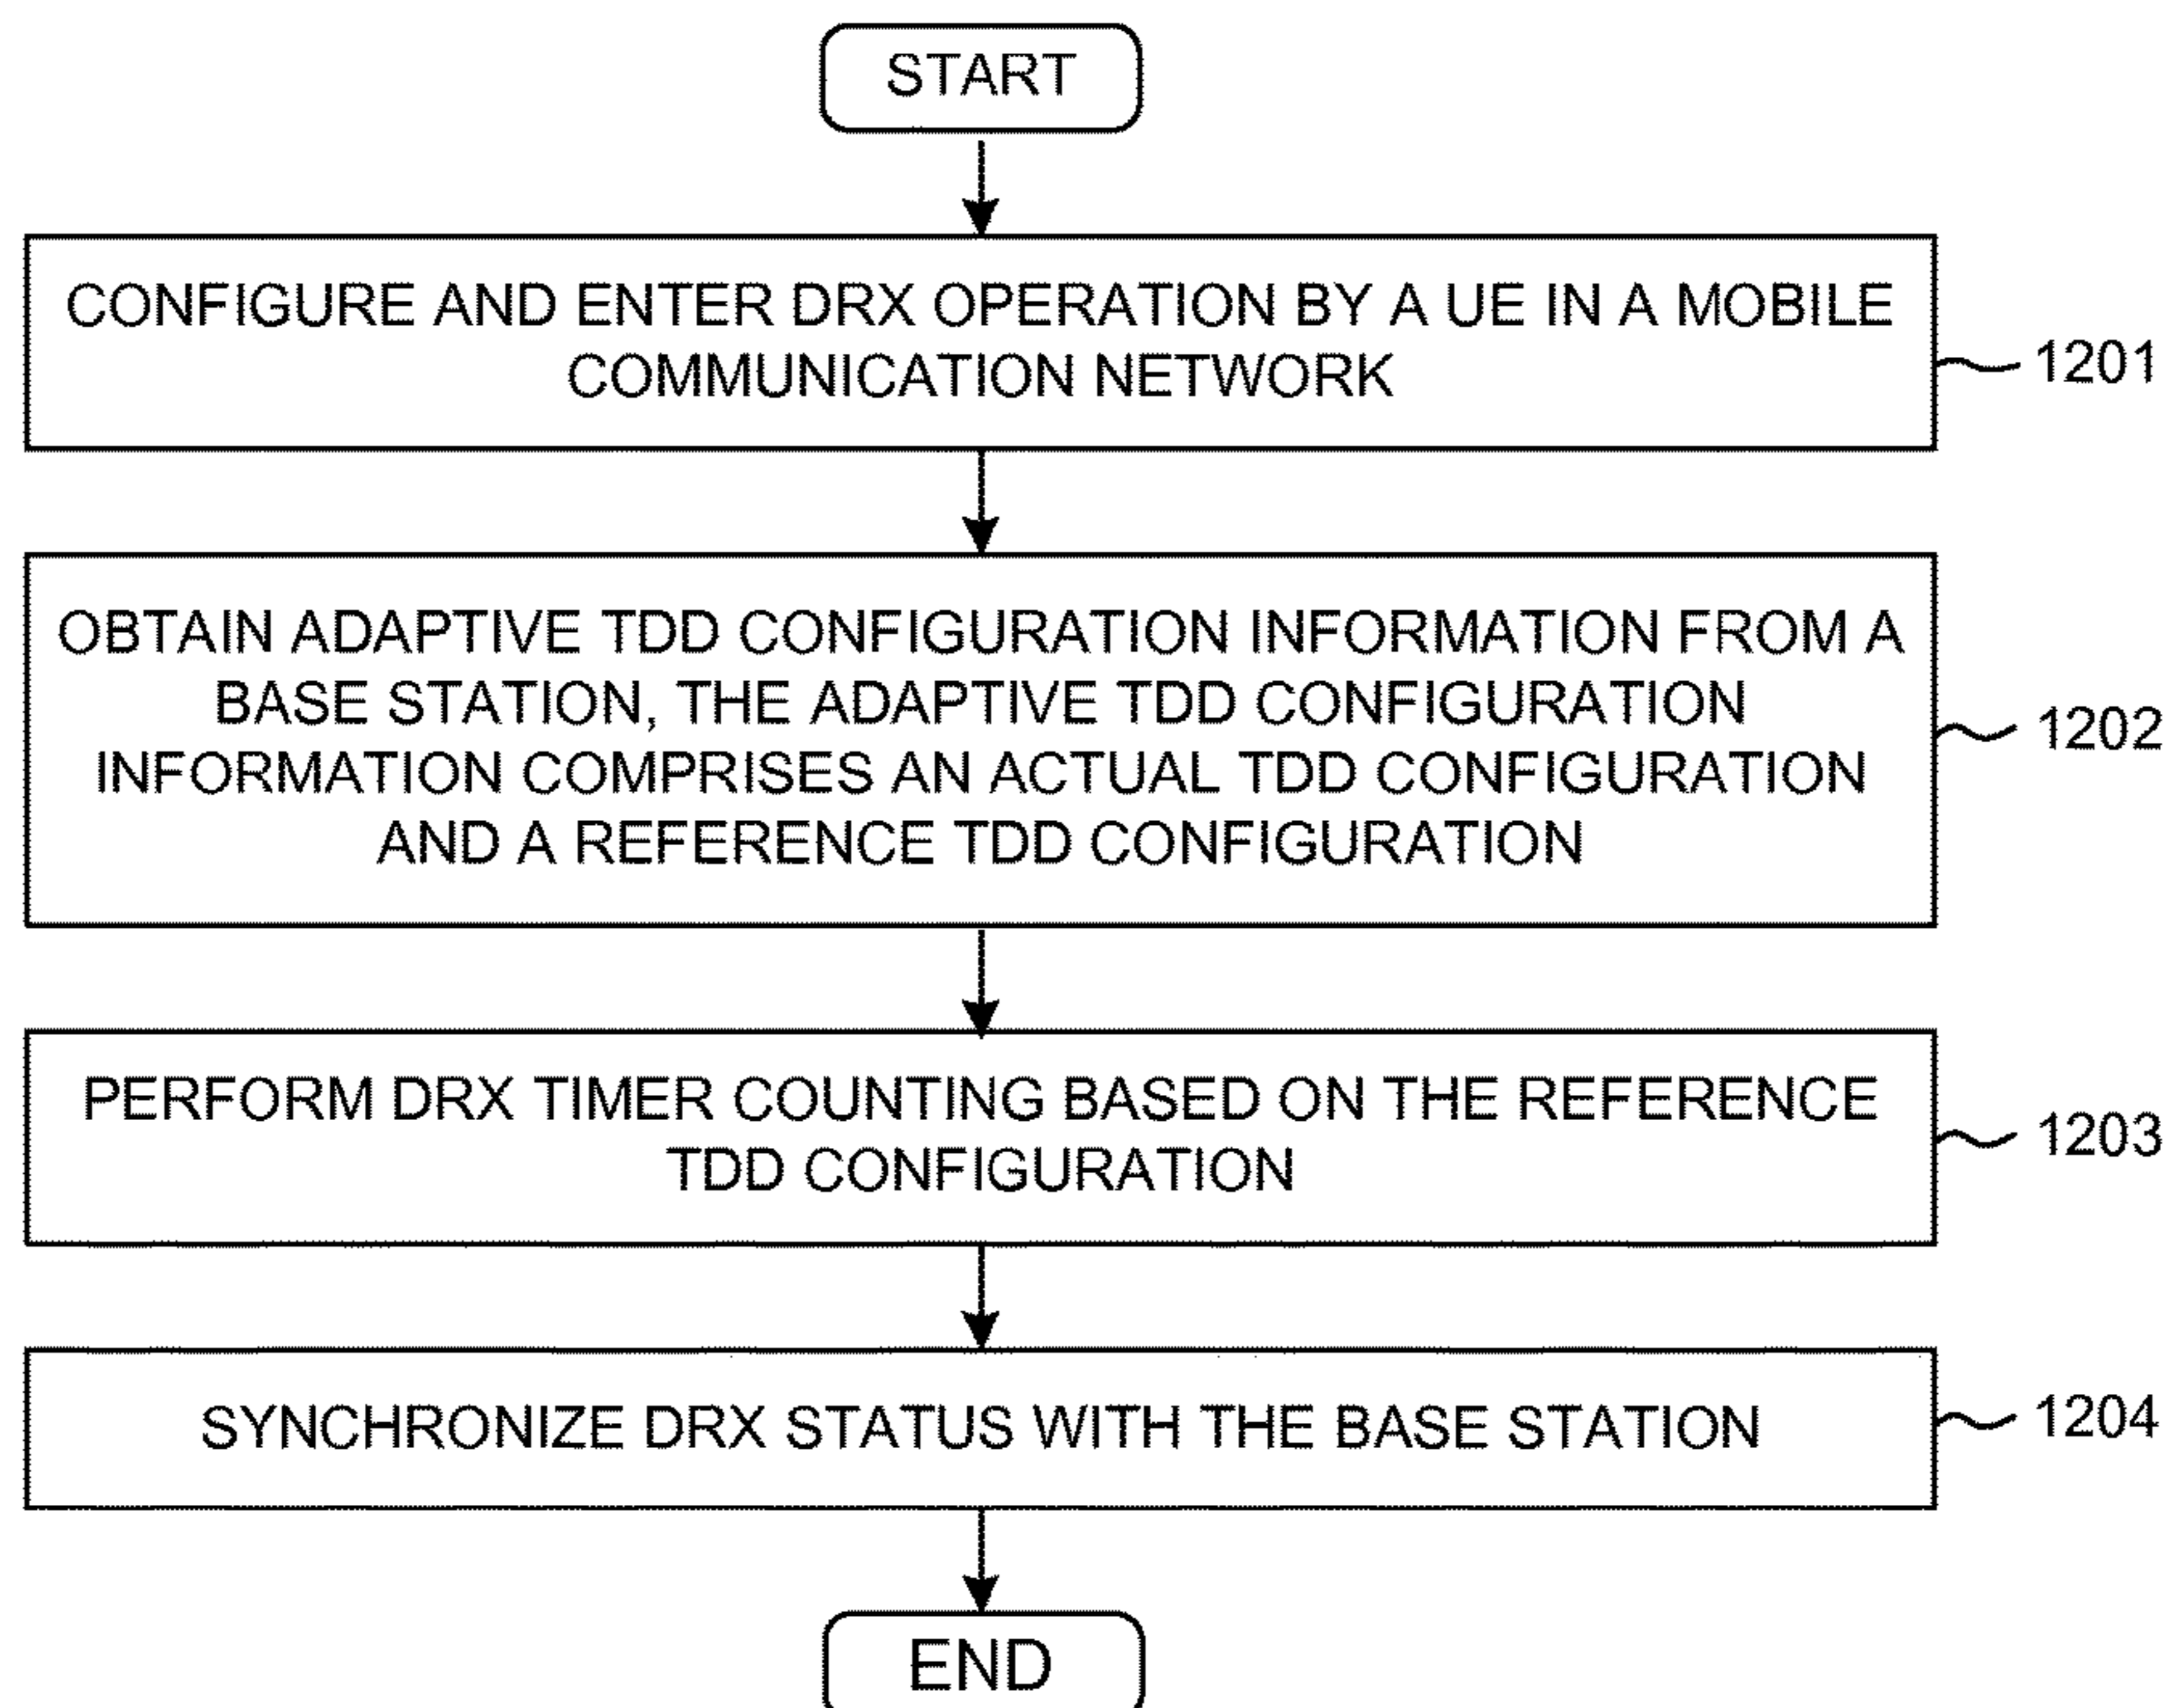 START
CONFIGURE AND ENTER DRX OPERATION BY A UE IN A MOBILE
COMMUNICATION NETWORK
1201
OBTAIN ADAPTIVE TDD CONFIGURATION INFORMATION FROM A
BASE STATION, THE ADAPTIVE TDD CONFIGURATION
INFORMATION COMPRISES AN ACTUAL TDD CONFIGURATION
AND A REFERENCE TDD CONFIGURATION
1202
PERFORM DRX TIMER COUNTING BASED ON THE REFERENCE
TDD CONFIGURATION
1203
SYNCHRONIZE DRX STATUS WITH THE BASE STATION
1204
END